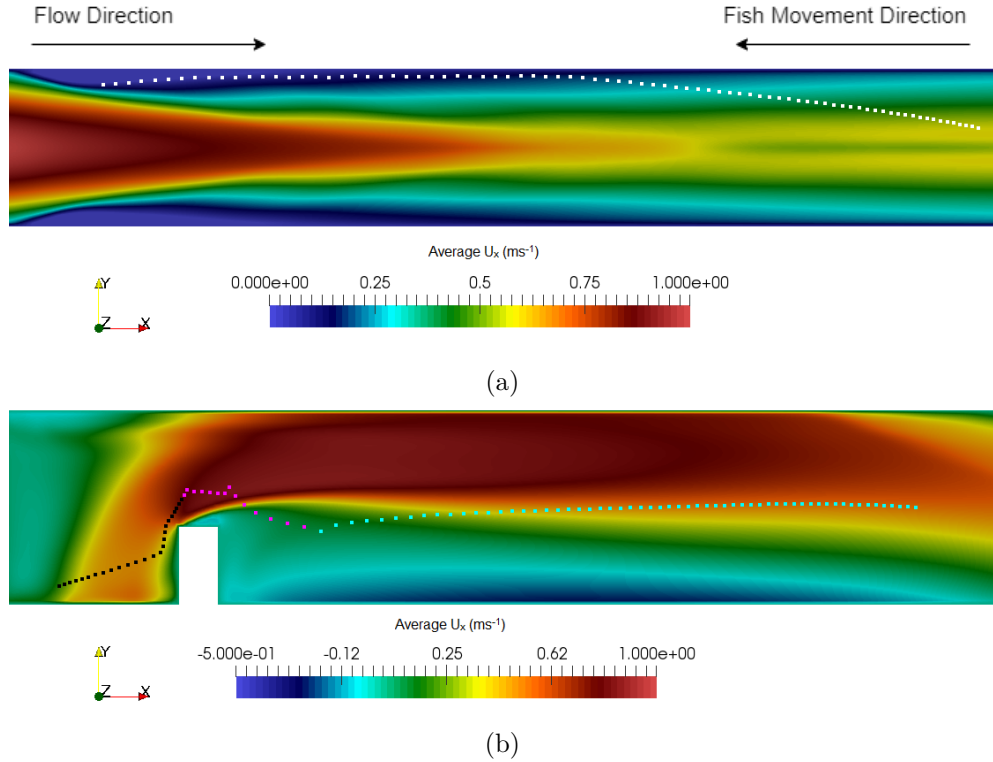 Flow Direction Fish Movement Direction
Average Uₓ (ms⁻¹)
0.000e+00 0.25 0.5 0.75 1.000e+00
Y
Z X
(a)
Average Uₓ (ms⁻¹)
-5.000e-01 -0.12 0.25 0.62 1.000e+00
Y
Z X
(b)